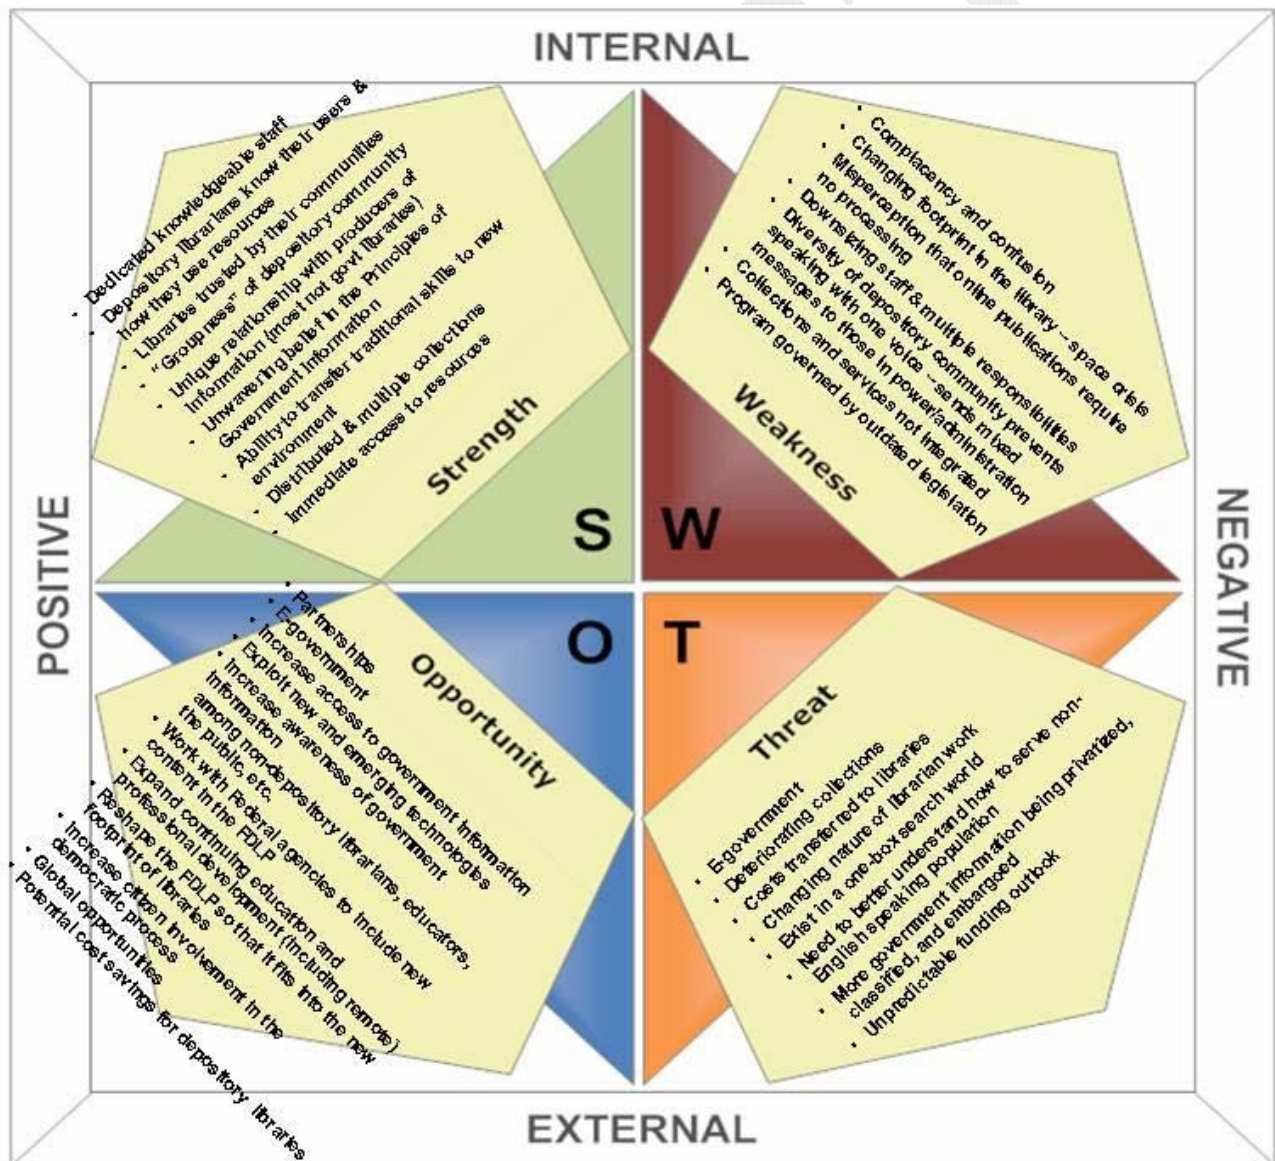 INTERNAL
• Dedicated knowledgeable staff
• Depository librarians know their users &
how they use resources
• Libraries trusted by their communities
• "Groupness" of depository community
• Unique relationship with producers of
Information (most not govt libraries)
• Unwavering belief in the Principles of
Government Information
• Ability to transfer traditional skills to new
environment
• Distributed & multiple collections
• Immediate access to resources
Strength
S
• Complacency and confusion
• Changing footprint in the library – space crisis
• Misperception that online publications require
no processing
• Downsizing staff & multiple responsibilities
• Diversity of depository community prevents
speaking with one voice – sends mixed
messages to those in power/administration
• Collections and services not integrated
• Program governed by outdated legislation
Weakness
W
POSITIVE
NEGATIVE
O
Opportunity
• Partnerships
• E-government
• Increase access to government information
• Exploit new and emerging technologies
• Increase awareness of government
information
among non-depository librarians, educators,
the public, etc.
• Work with Federal agencies to include new
content in the FDLP
• Expand continuing education and
professional development (including remote)
• Reshape the FDLP so that it fits into the new
footprint of libraries
• Increase citizen involvement in the
democratic process
• Global opportunities
• Potential cost savings for depository libraries
T
Threat
• E-government
• Deteriorating collections
• Costs transferred to libraries
• Changing nature of librarian work
• Exist in a one-box search world
• Need to better understand how to serve non-
English speaking population
• More government information being privatized,
classified, and embargoed
• Unpredictable funding outlook
EXTERNAL